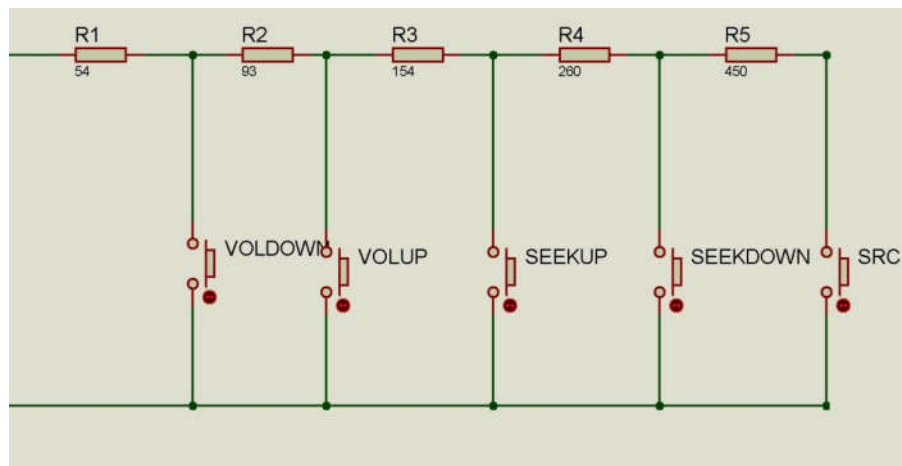 R1 R2 R3 R4 R5
54 93 154 260 450
VOLDOWN VOLUP SEEKUP SEEKDOWN SRC